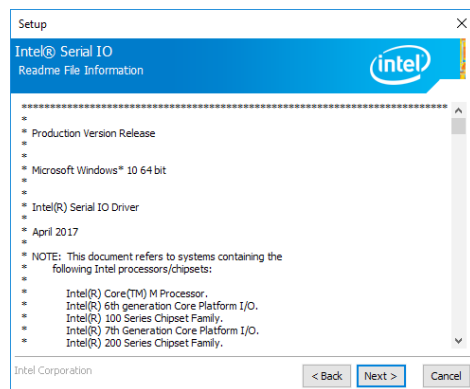 Setup
Intel® Serial IO
Readme File Information
intel
*******************************************************************************
*
* Production Version Release
*
*
* Microsoft Windows* 10 64 bit
*
*
* Intel(R) Serial IO Driver
*
* April 2017
*
* NOTE: This document refers to systems containing the
* following Intel processors/chipsets:
*
* Intel(R) Core(TM) M Processor.
* Intel(R) 6th generation Core Platform I/O.
* Intel(R) 100 Series Chipset Family.
* Intel(R) 7th Generation Core Platform I/O.
* Intel(R) 200 Series Chipset Family.
Intel Corporation
< Back Next > Cancel